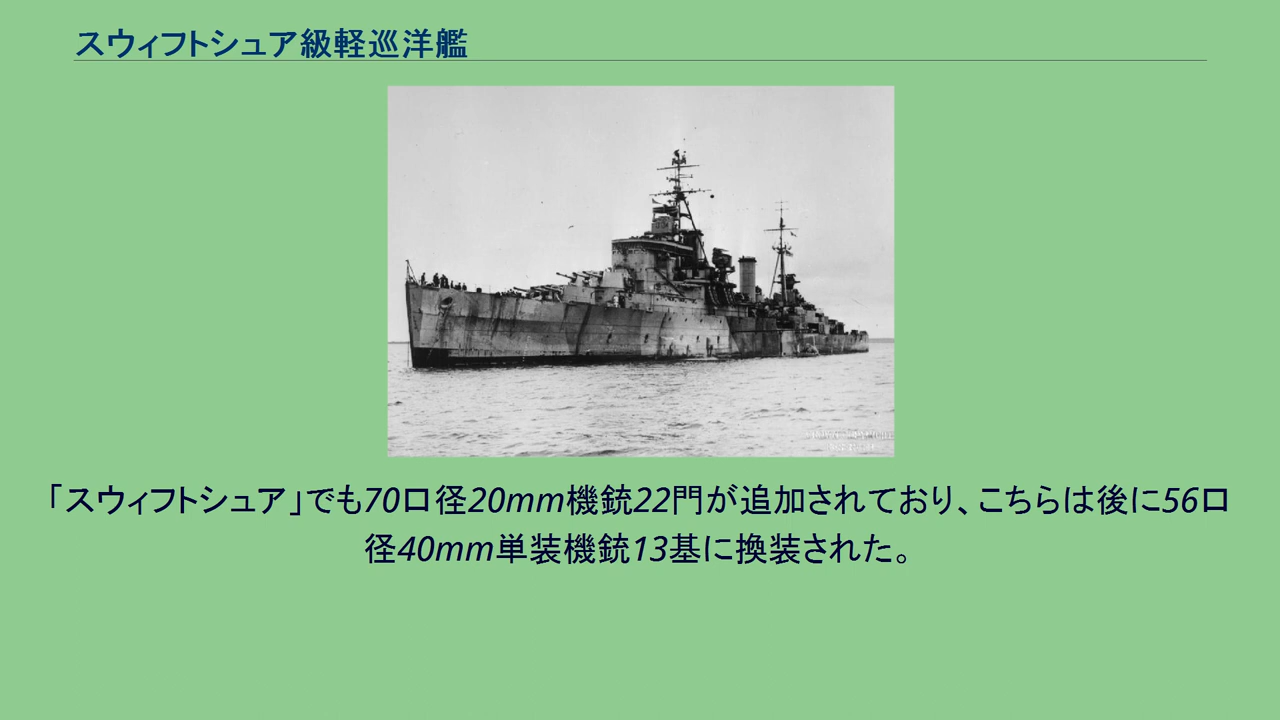 スウィフトシュア級軽巡洋艦
「スウィフトシュア」でも70口径20mm機銃22門が追加されており、こちらは後に56口
径40mm単装機銃13基に換装された。